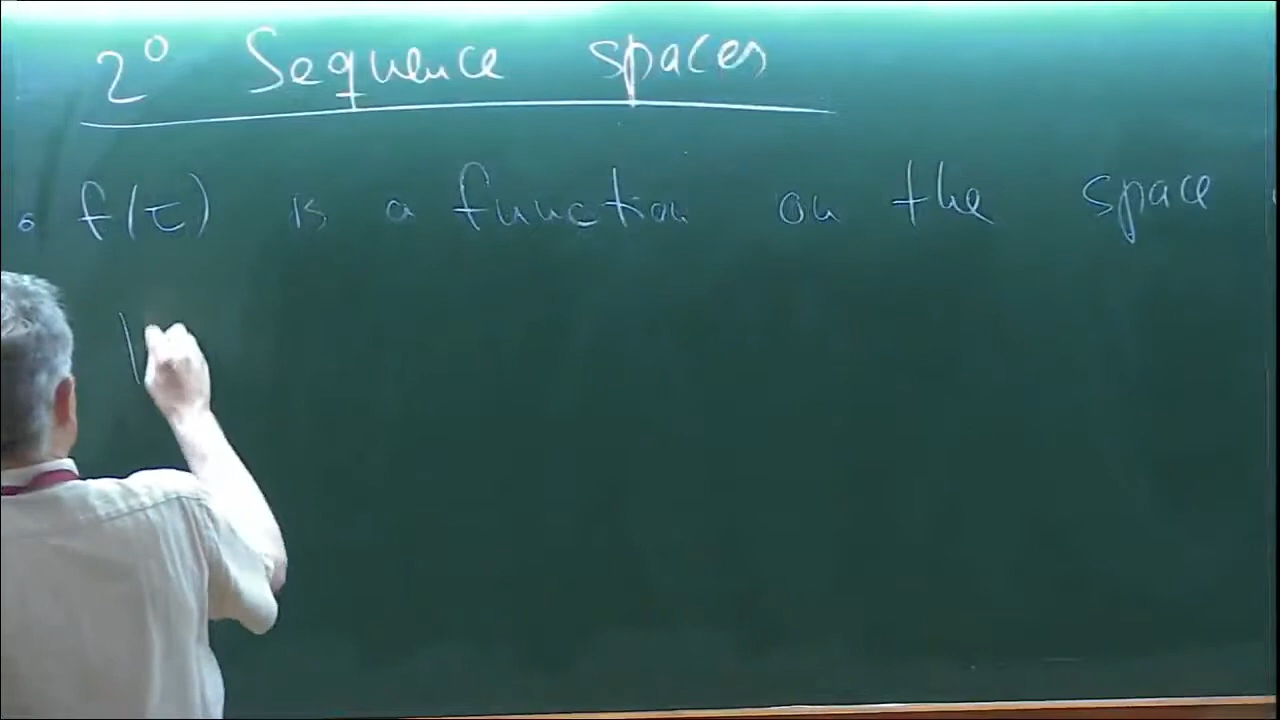 2° Sequence spaces
∘ f(τ) is a function on the space